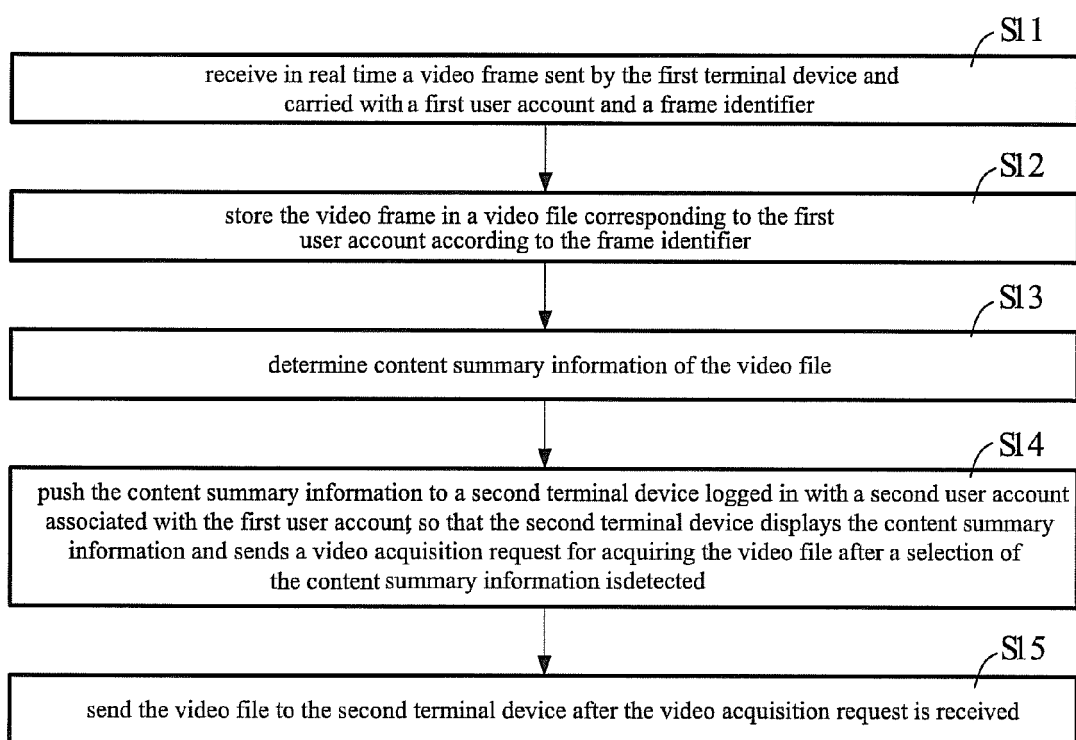 S11
receive in real time a video frame sent by the first terminal device and
carried with a first user account and a frame identifier
S12
store the video frame in a video file corresponding to the first
user account according to the frame identifier
S13
determine content summary information of the video file
S14
push the content summary information to a second terminal device logged in with a second user account
associated with the first user account, so that the second terminal device displays the content summary
information and sends a video acquisition request for acquiring the video file after a selection of
the content summary information isdetected
S15
send the video file to the second terminal device after the video acquisition request is received